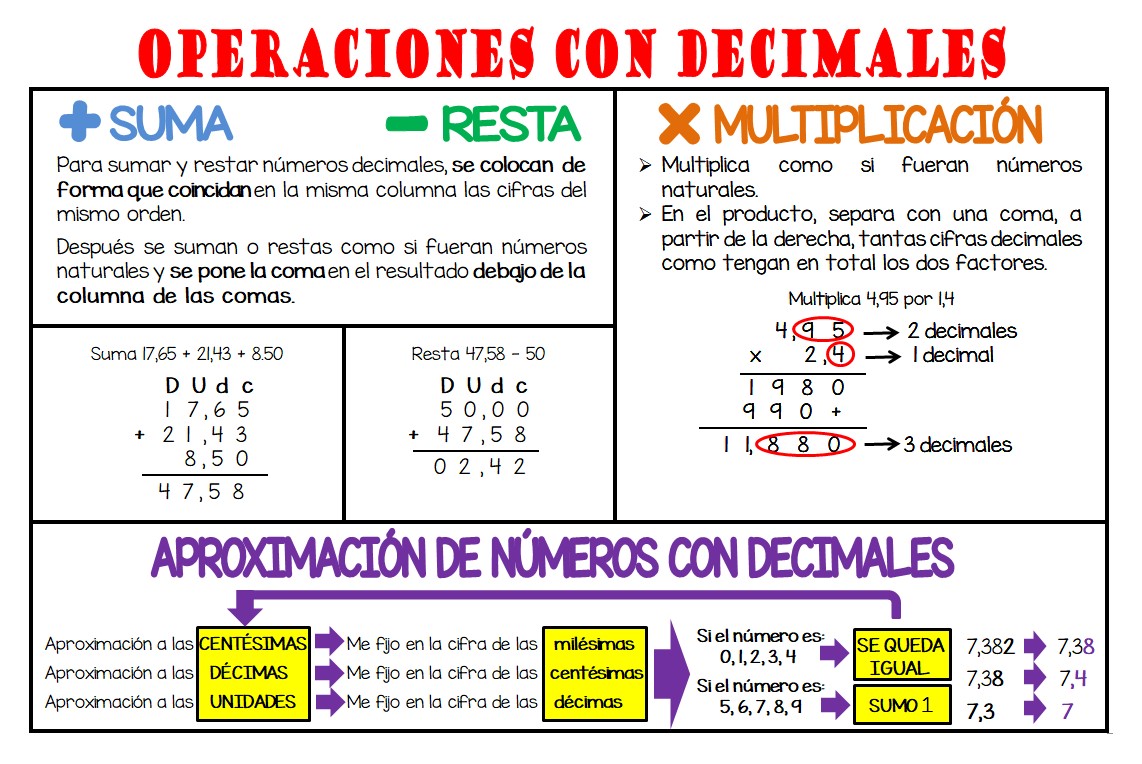 OPERACIONES CON DECIMALES
+ SUMA
- RESTA
Para sumar y restar números decimales, se colocan de
forma que coincidan en la misma columna las cifras del
mismo orden.
Después se suman o restas como si fueran números
naturales y se pone la coma en el resultado debajo de la
columna de las comas.
Suma 17,65 + 21,43 + 8.50
D U d c
1 7,6 5
+ 2 1,4 3
8,5 0
4 7,5 8
Resta 47,58 - 50
D U d c
5 0,0 0
+ 4 7,5 8
0 2,4 2
x MULTIPLICACIÓN
➢ Multiplica como si fueran números
naturales.
➢ En el producto, separa con una coma, a
partir de la derecha, tantas cifras decimales
como tengan en total los dos factores.
Multiplica 4,95 por 1,4
4,9 5 → 2 decimales
x 2,4 → 1 decimal
1 9 8 0
9 9 0 +
1 1,8 8 0 → 3 decimales
APROXIMACIÓN DE NÚMEROS CON DECIMALES
Aproximación a las CENTÉSIMAS Me fijo en la cifra de las milésimas
Aproximación a las DÉCIMAS Me fijo en la cifra de las centésimas
Aproximación a las UNIDADES Me fijo en la cifra de las décimas
Si el número es:
0, 1, 2, 3, 4
SE QUEDA
IGUAL
Si el número es:
5, 6, 7, 8, 9
SUMO 1
7,382 7,38
7,38 7,4
7,3 7